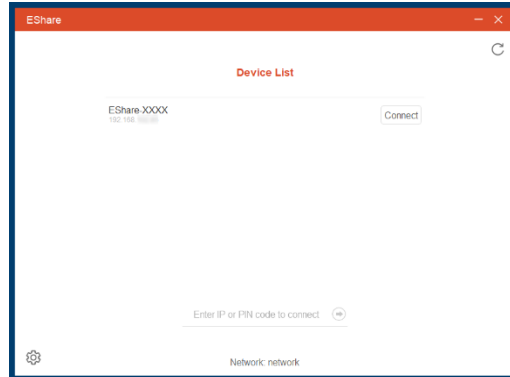 EShare
Device List
EShare-XXXX
192.168.
Connect
Enter IP or PIN code to connect
Network: network